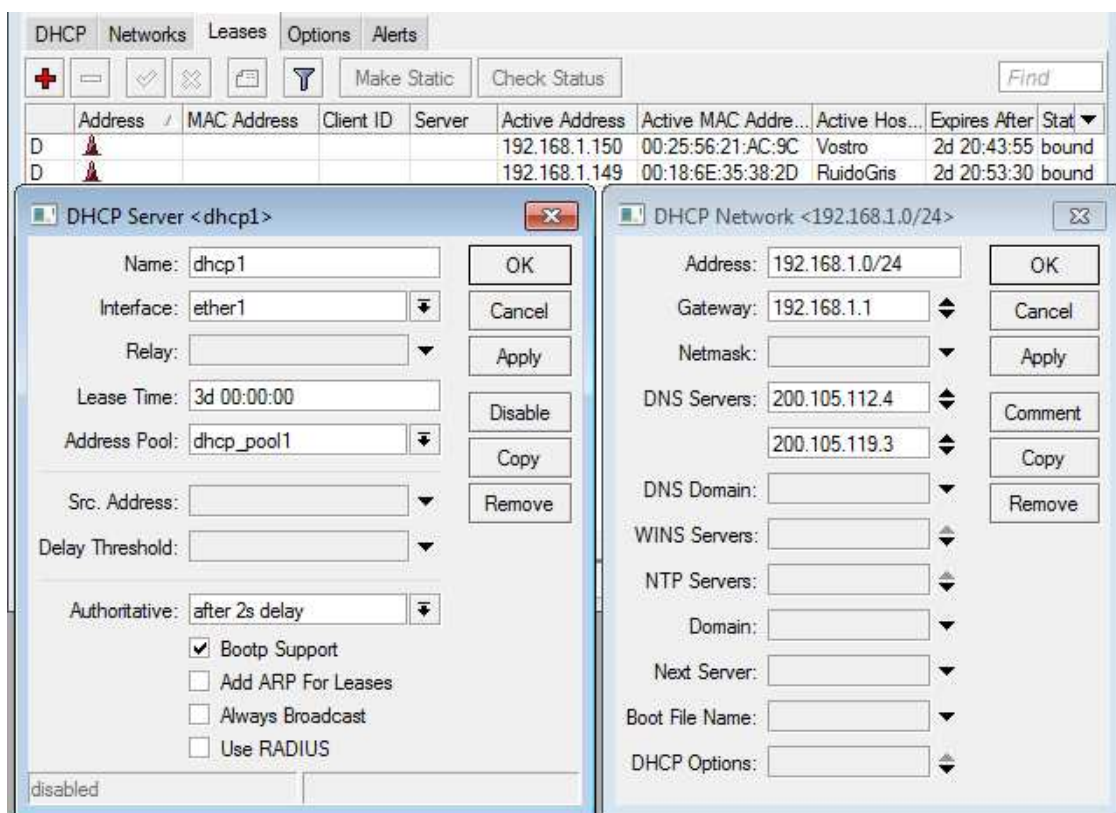 DHCP Networks Leases Options Alerts
Make Static Check Status Find
Address / MAC Address Client ID Server Active Address Active MAC Addre... Active Hos... Expires After Stat
D 192.168.1.150 00:25:56:21:AC:9C Vostro 2d 20:43:55 bound
D 192.168.1.149 00:18:6E:35:38:2D RuidoGris 2d 20:53:30 bound
DHCP Server <dhcp1>
Name: dhcp1 OK
Interface: ether1 Cancel
Relay: Apply
Lease Time: 3d 00:00:00 Disable
Address Pool: dhcp_pool1 Copy
Src. Address: Remove
Delay Threshold:
Authoritative: after 2s delay
Bootp Support
Add ARP For Leases
Always Broadcast
Use RADIUS
disabled
DHCP Network <192.168.1.0/24>
Address: 192.168.1.0/24 OK
Gateway: 192.168.1.1 Cancel
Netmask: Apply
DNS Servers: 200.105.112.4 Comment
200.105.119.3 Copy
DNS Domain: Remove
WINS Servers:
NTP Servers:
Domain:
Next Server:
Boot File Name:
DHCP Options: